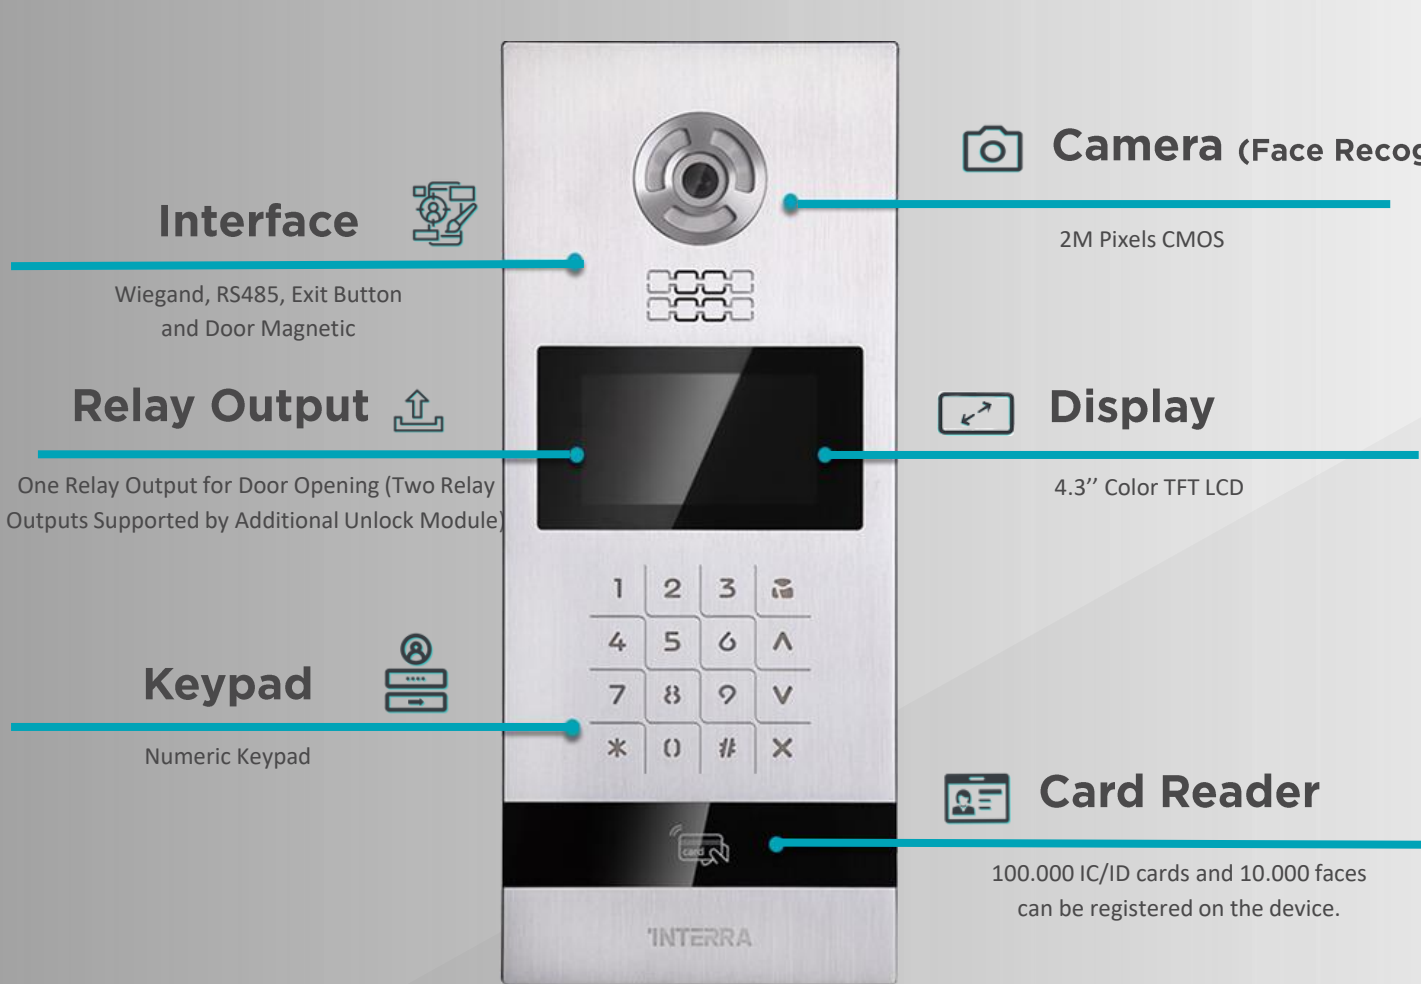 Camera (Face Recog
2M Pixels CMOS
Interface
Wiegand, RS485, Exit Button
and Door Magnetic
Relay Output
One Relay Output for Door Opening (Two Relay
Outputs Supported by Additional Unlock Module)
Display
4.3’’ Color TFT LCD
1 2 3
4 5 6
7 8 9
* 0 #
Keypad
Numeric Keypad
Card Reader
100.000 IC/ID cards and 10.000 faces
can be registered on the device.
card
INTERRA